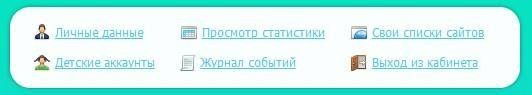 Личные данные Просмотр статистики Свои списки сайтов
Детские аккаунты Журнал событий Выход из кабинета